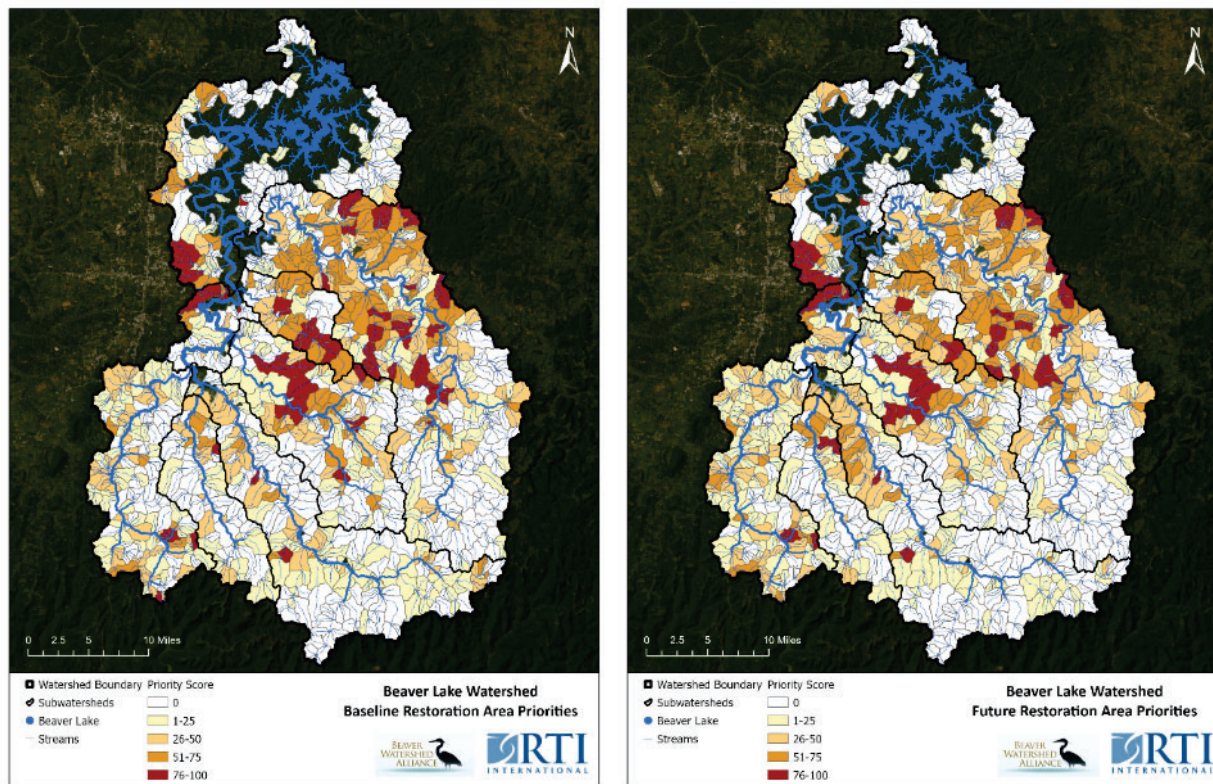 N
0 2.5 5 10 Miles
Watershed Boundary
Subwatersheds
Beaver Lake
Streams
Priority Score
0
1-25
26-50
51-75
76-100
Beaver Lake Watershed
Baseline Restoration Area Priorities
BEAVER
WATERSHED
ALLIANCE
RTI
INTERNATIONAL
N
0 2.5 5 10 Miles
Watershed Boundary
Subwatersheds
Beaver Lake
Streams
Priority Score
0
1-25
26-50
51-75
76-100
Beaver Lake Watershed
Future Restoration Area Priorities
BEAVER
WATERSHED
ALLIANCE
RTI
INTERNATIONAL